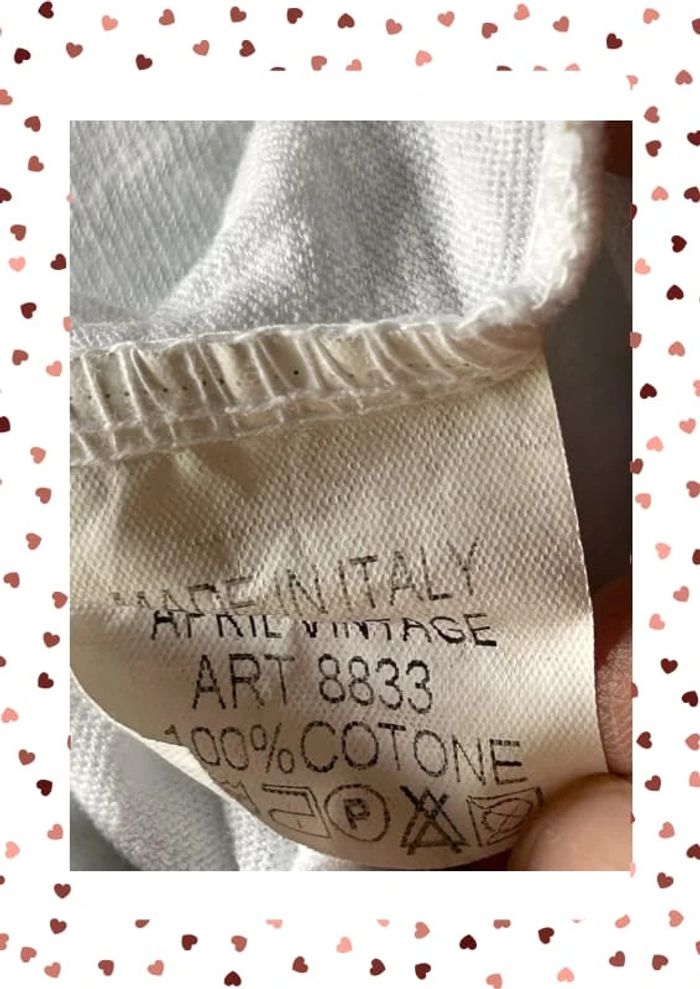 MADE IN ITALY
APRIL VINTAGE
ART 8833
100% COTONE
P